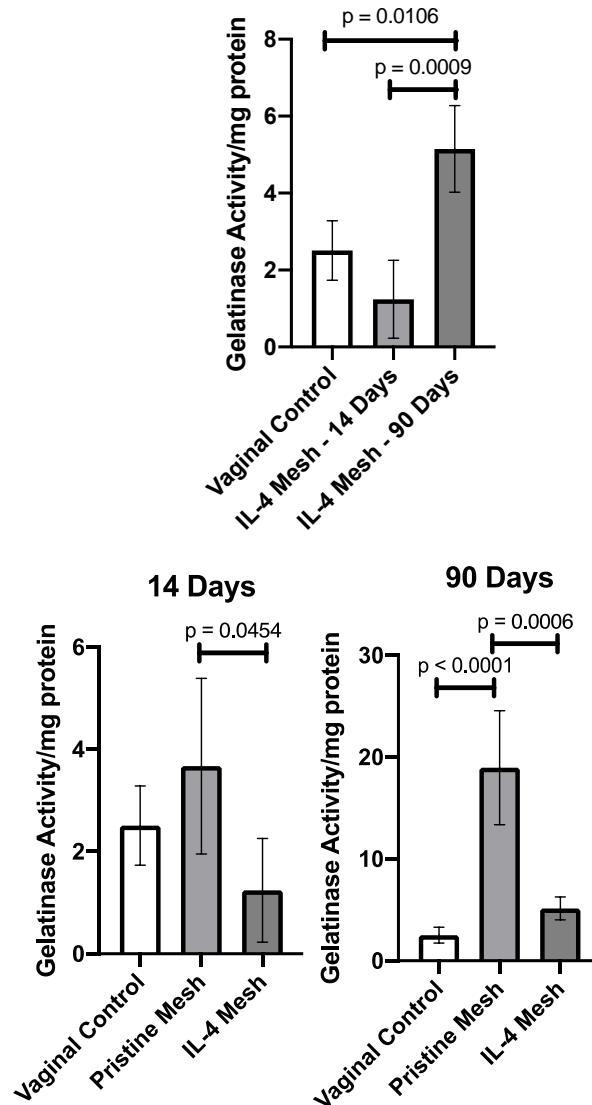 p = 0.0106
p = 0.0009
Gelatinase Activity/mg protein
8
6
4
2
0
Vaginal Control
IL-4 Mesh - 14 Days
IL-4 Mesh - 90 Days
14 Days
p = 0.0454
Gelatinase Activity/mg protein
6
4
2
0
Vaginal Control
Pristine Mesh
IL-4 Mesh
90 Days
p = 0.0006
p < 0.0001
Gelatinase Activity/mg protein
30
20
10
0
Vaginal Control
Pristine Mesh
IL-4 Mesh